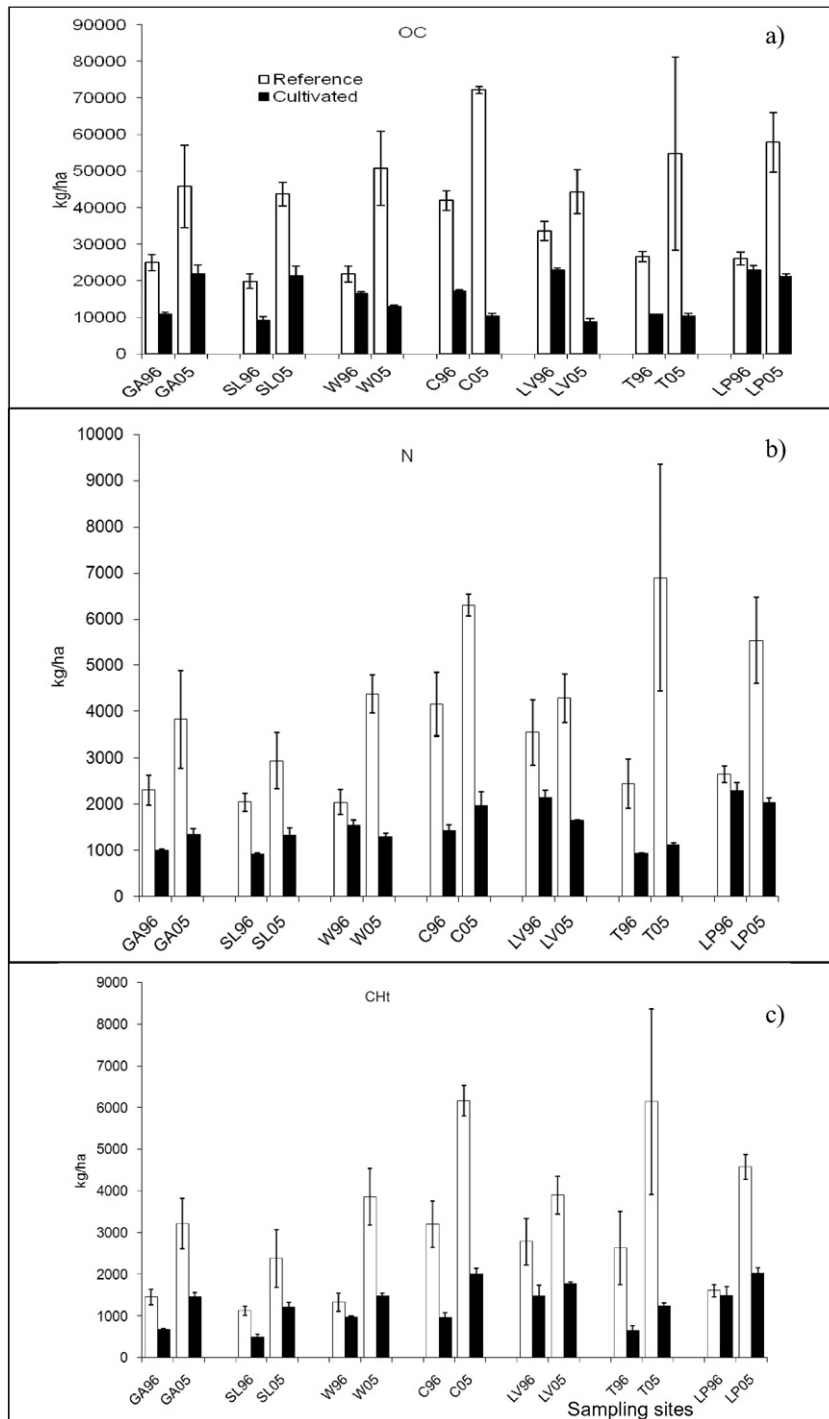 a)
OC
Reference
Cultivated
kg/ha
90000
80000
70000
60000
50000
40000
30000
20000
10000
0
GA96 GA05 SL96 SL05 W96 W05 C96 C05 LV96 LV05 T96 T05 LP96 LP05
b)
N
kg/ha
10000
9000
8000
7000
6000
5000
4000
3000
2000
1000
0
GA96 GA05 SL96 SL05 W96 W05 C96 C05 LV96 LV05 T96 T05 LP96 LP05
c)
CHt
kg/ha
9000
8000
7000
6000
5000
4000
3000
2000
1000
0
GA96 GA05 SL96 SL05 W96 W05 C96 C05 LV96 LV05 T96 T05 LP96 LP05
Sampling sites